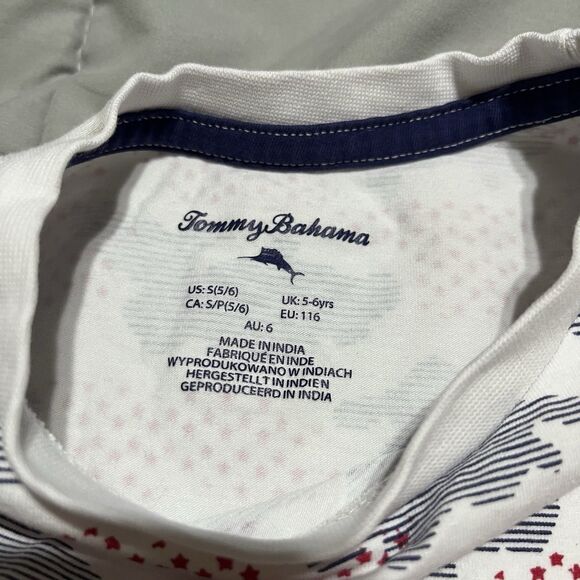 Tommy Bahama
US: S(5/6) UK: 5-6yrs
CA: S/P(5/6) EU: 116
AU: 6
MADE IN INDIA
FABRIQUÉ EN INDE
WYPRODUKOWANO W INDIACH
HERGESTELLT IN INDIEN
GEPRODUCEERD IN INDIA